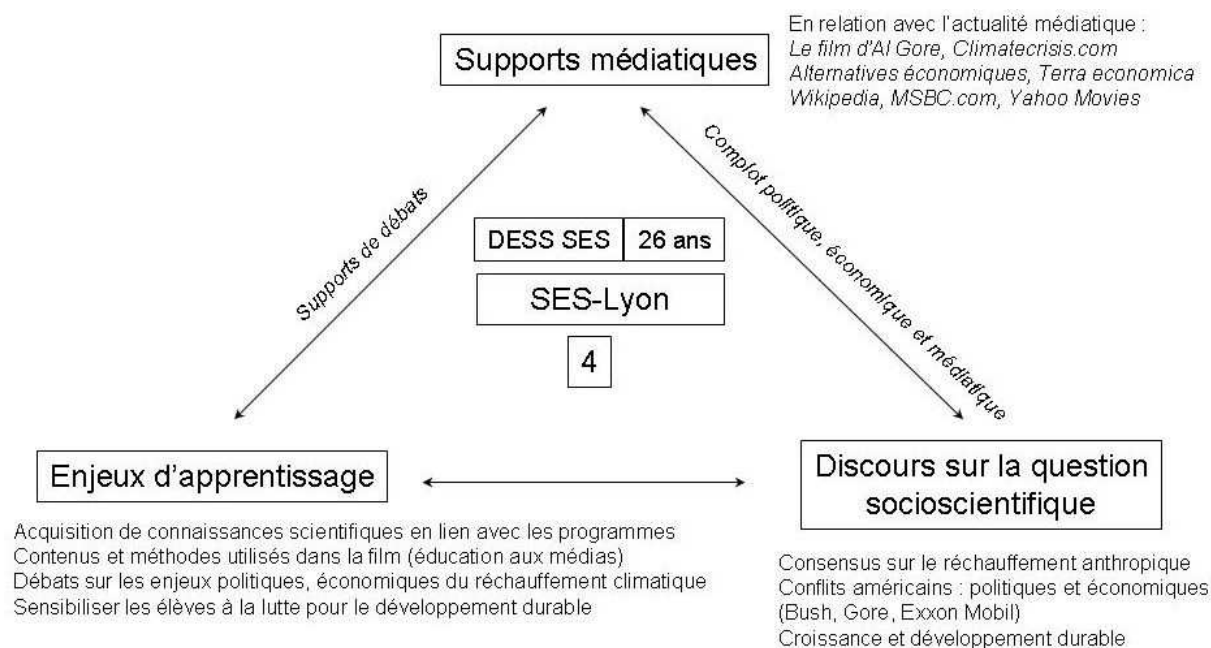 En relation avec l'actualité médiatique :
Le film d'Al Gore, Climatecrisis.com
Alternatives économiques, Terra economica
Wikipedia, MSBC.com, Yahoo Movies
Supports médiatiques
Supports de débats
Complot politique, économique et médiatique
DESS SES 26 ans
SES-Lyon
4
Enjeux d'apprentissage
Acquisition de connaissances scientifiques en lien avec les programmes
Contenus et méthodes utilisés dans la film (éducation aux médias)
Débats sur les enjeux politiques, économiques du réchauffement climatique
Sensibiliser les élèves à la lutte pour le développement durable
Discours sur la question
socioscientifique
Consensus sur le réchauffement anthropique
Conflits américains : politiques et économiques
(Bush, Gore, Exxon Mobil)
Croissance et développement durable